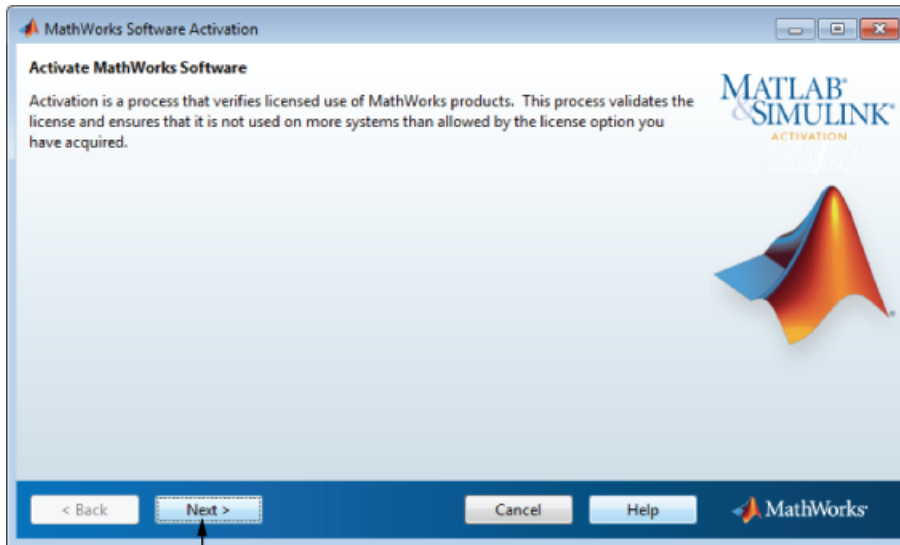 MathWorks Software Activation
Activate MathWorks Software
Activation is a process that verifies licensed use of MathWorks products. This process validates the
license and ensures that it is not used on more systems than allowed by the license option you
have acquired.
MATLAB®
&SIMULINK®
ACTIVATION
< Back
Next >
Cancel
Help
MathWorks®